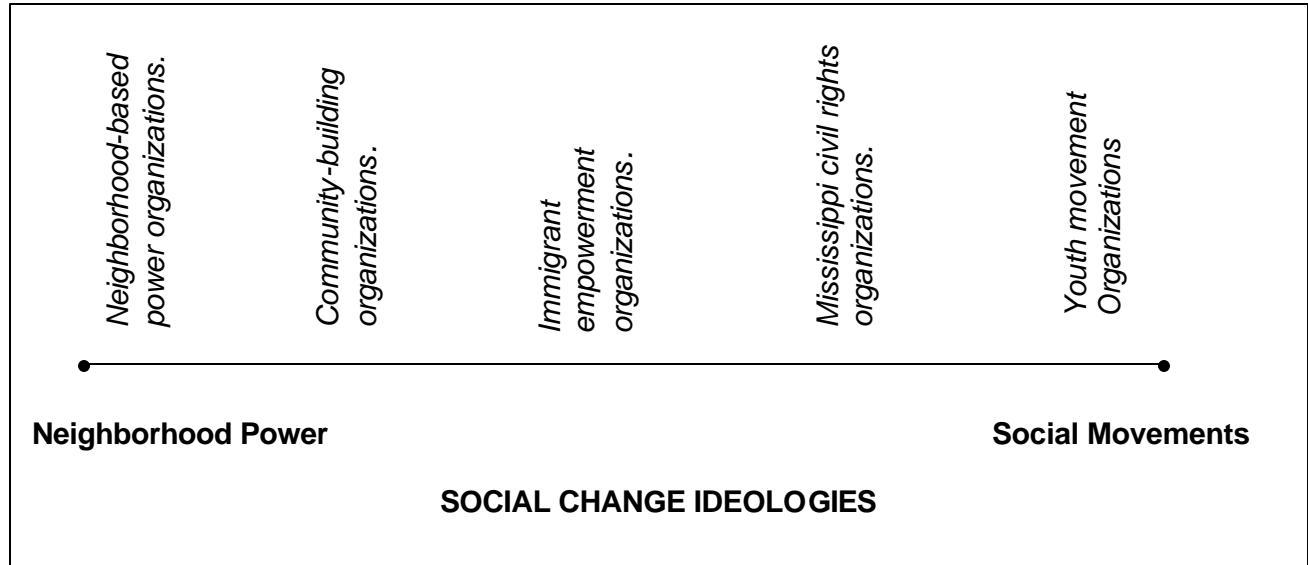 Neighborhood-based
power organizations.
Community-building
organizations.
Immigrant
empowerment
organizations.
Mississippi civil rights
organizations.
Youth movement
Organizations
Neighborhood Power
Social Movements
SOCIAL CHANGE IDEOLOGIES